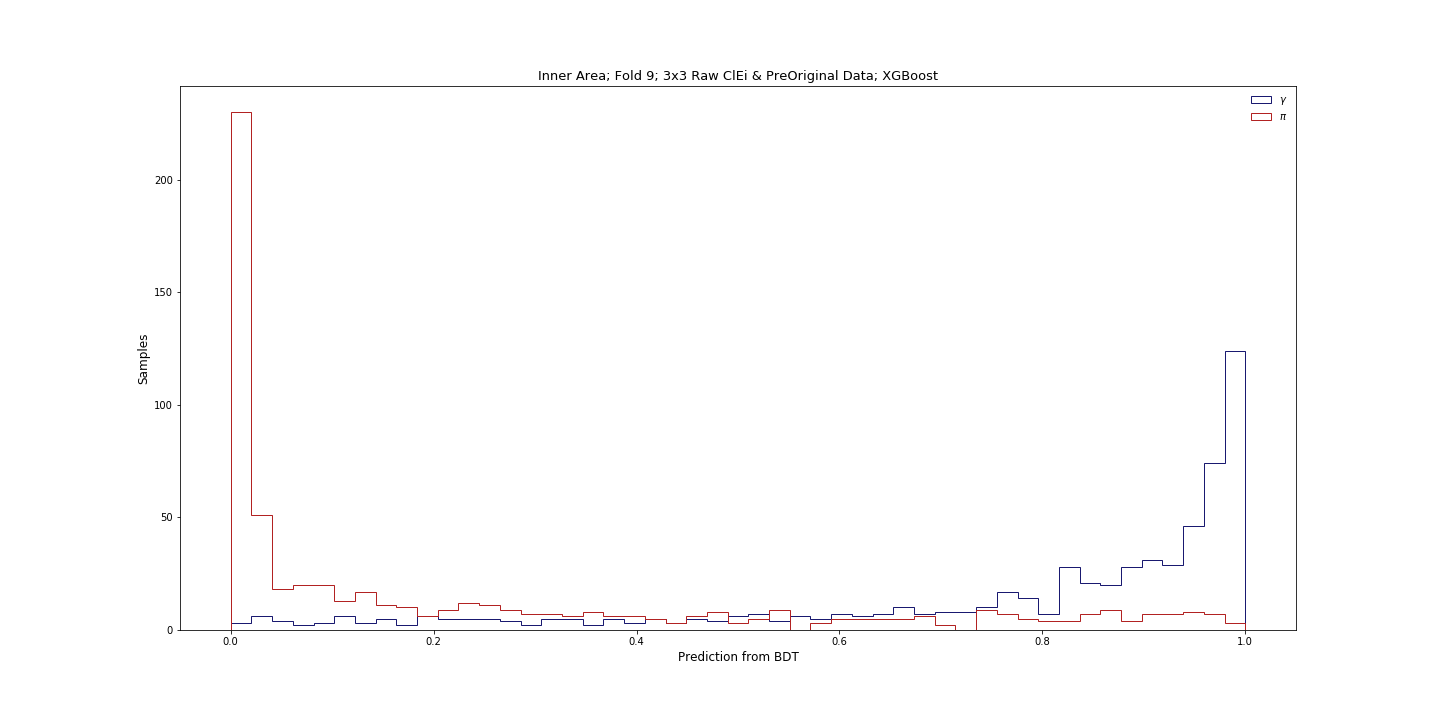 Inner Area; Fold 9; 3x3 Raw ClEi & PreOriginal Data; XGBoost
γ
π
200
150
100
50
0
Samples
0.0 0.2 0.4 0.6 0.8 1.0
Prediction from BDT